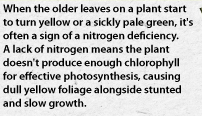 When the older leaves on a plant start
to turn yellow or a sickly pale green, it's
often a sign of a nitrogen deficiency.
A lack of nitrogen means the plant
doesn't produce enough chlorophyll
for effective photosynthesis, causing
dull yellow foliage alongside stunted
and slow growth.